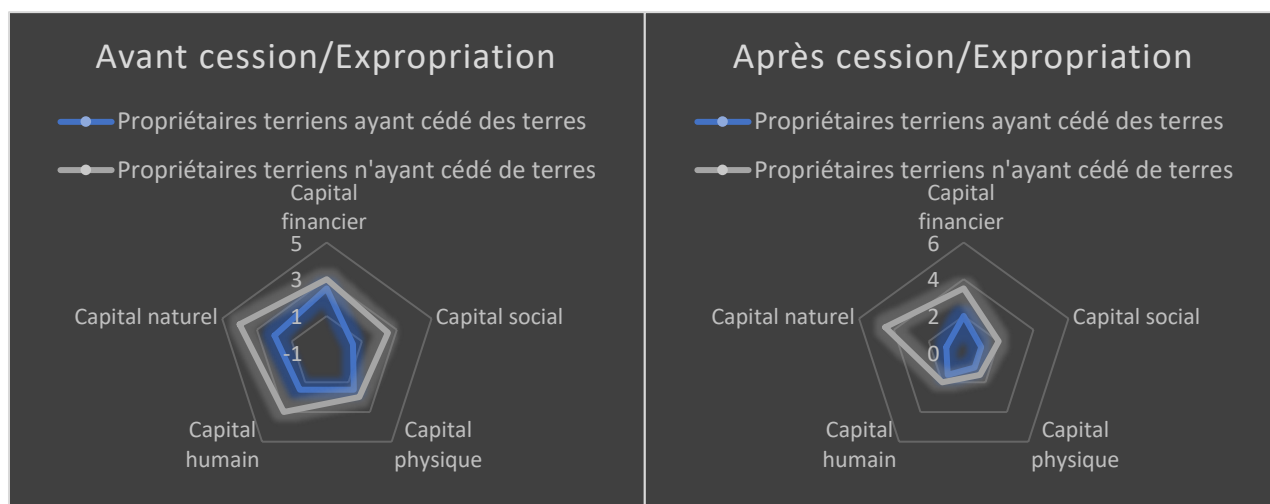 Avant cession/Expropriation
Propriétaires terriens ayant cédé des terres
Propriétaires terriens n'ayant cédé de terres
Capital
financier
5
3
1
-1
Capital naturel
Capital social
Capital
humain
Capital
physique
Après cession/Expropriation
Propriétaires terriens ayant cédé des terres
Propriétaires terriens n'ayant cédé de terres
Capital
financier
6
4
2
0
Capital naturel
Capital social
Capital
humain
Capital
physique